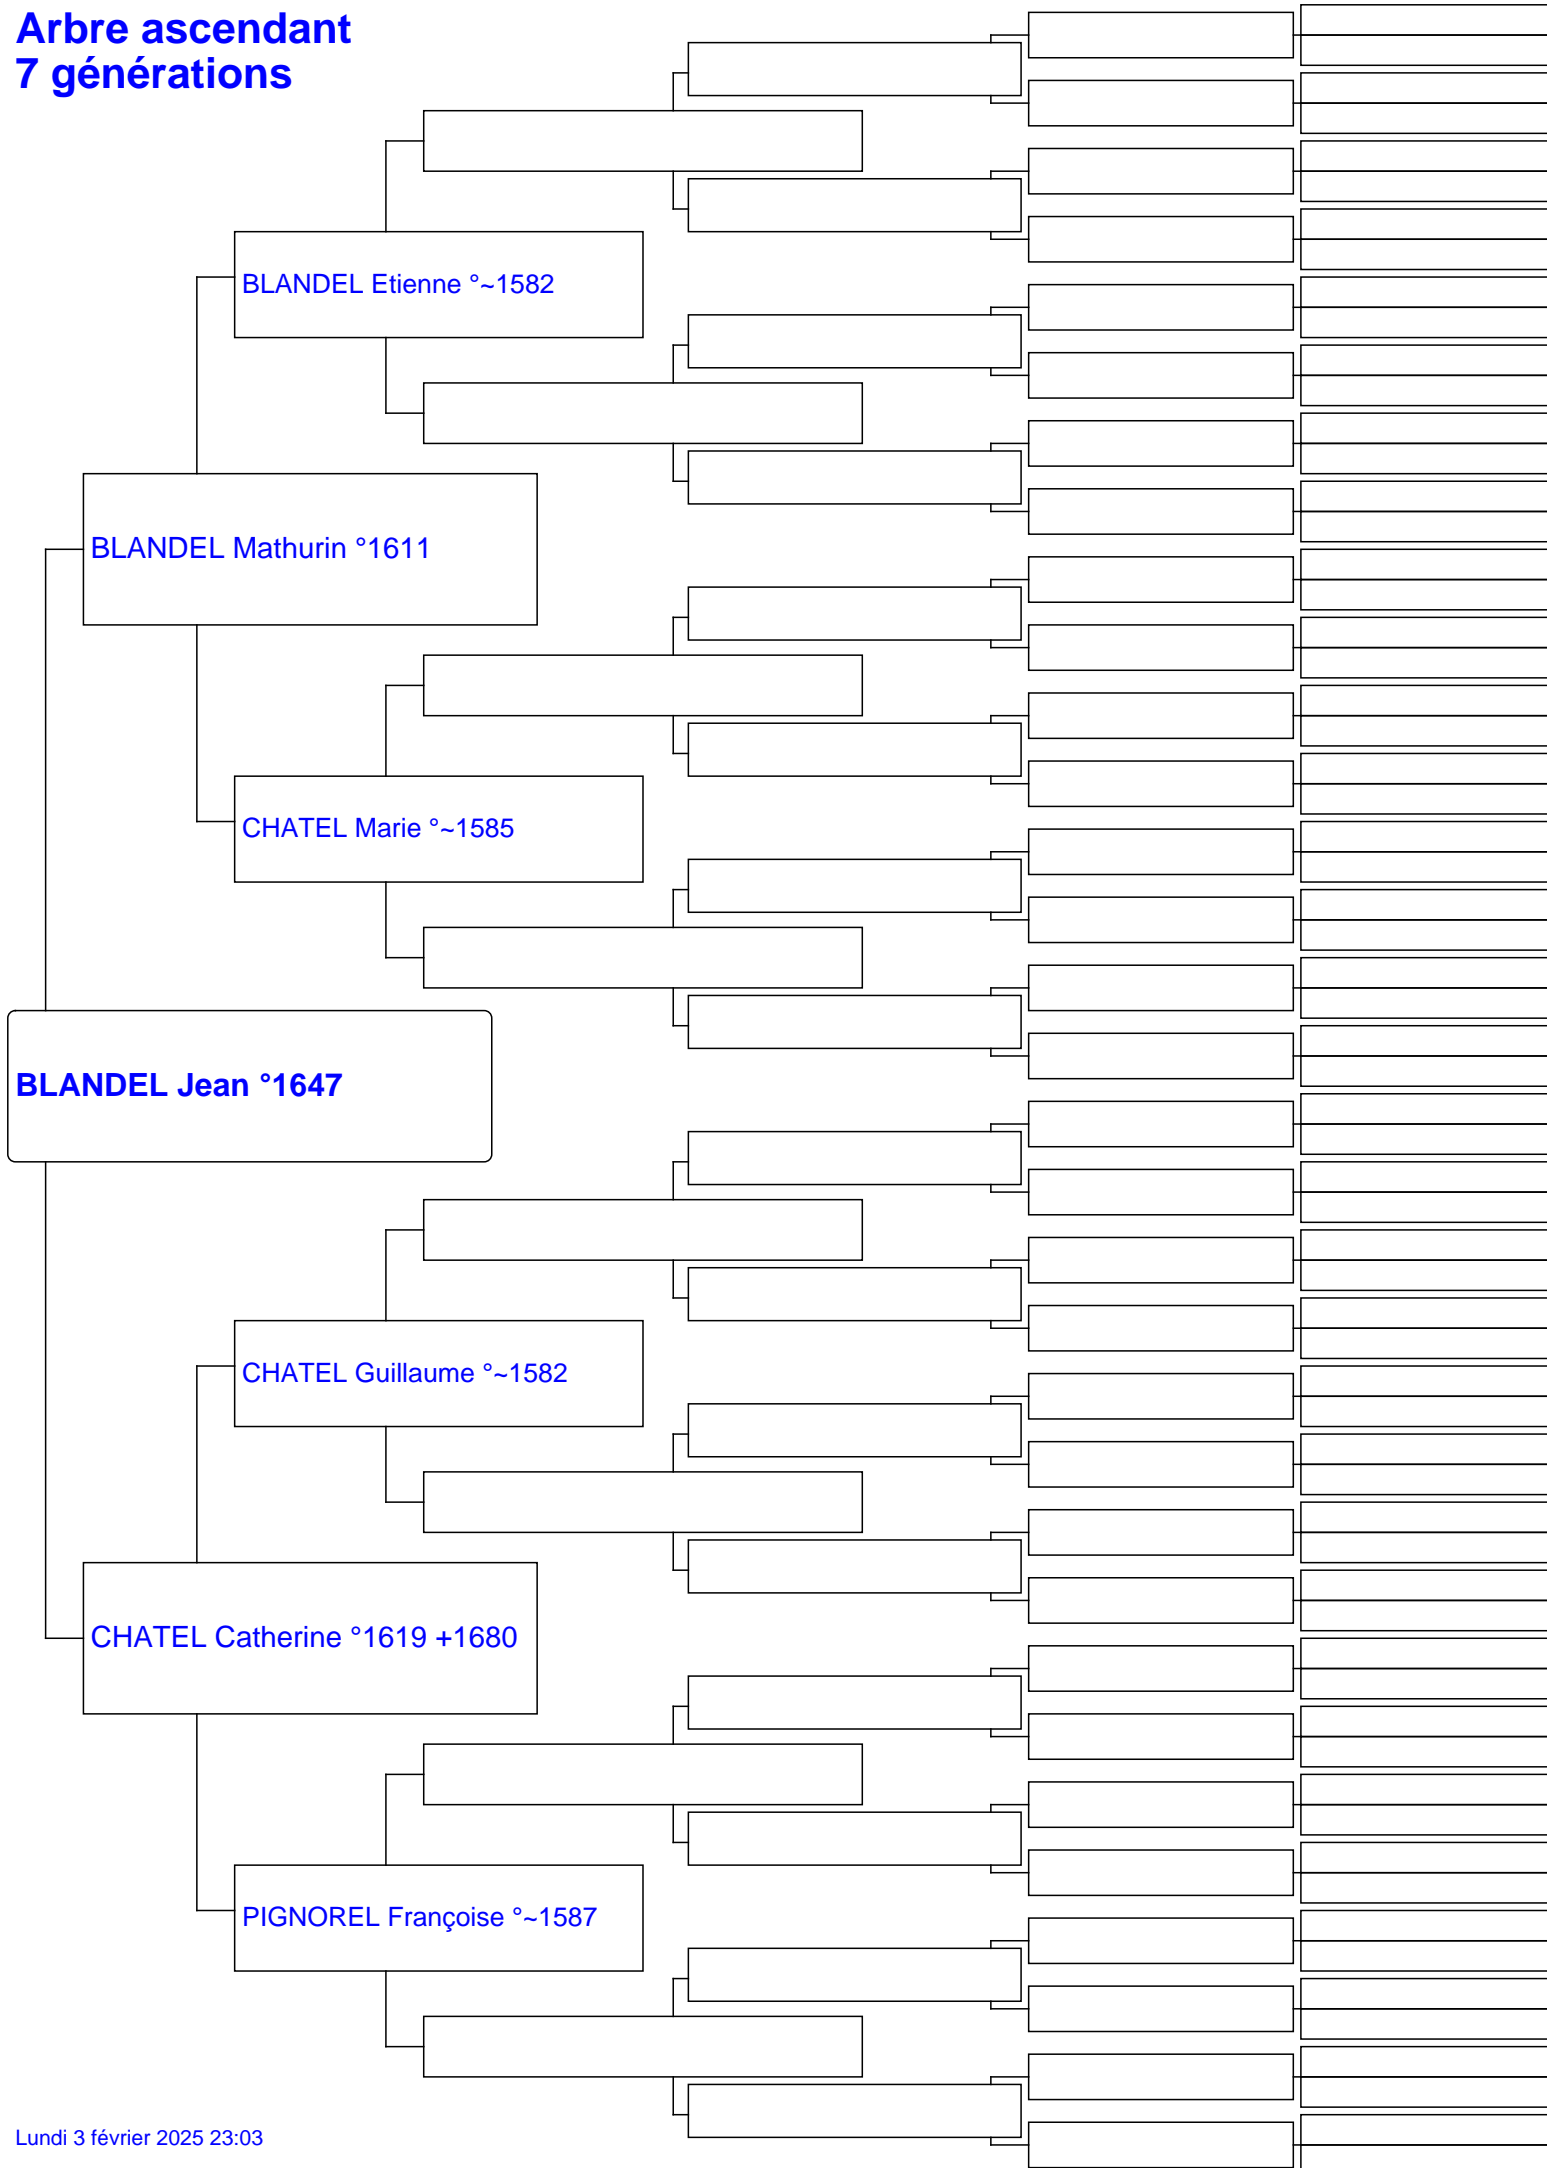 Arbre ascendant
7 générations
BLANDEL Etienne °~1582
BLANDEL Mathurin °1611
CHATEL Marie °~1585
BLANDEL Jean °1647
CHATEL Guillaume °~1582
CHATEL Catherine °1619 +1680
PIGNOREL Françoise °~1587
Lundi 3 février 2025 23:03